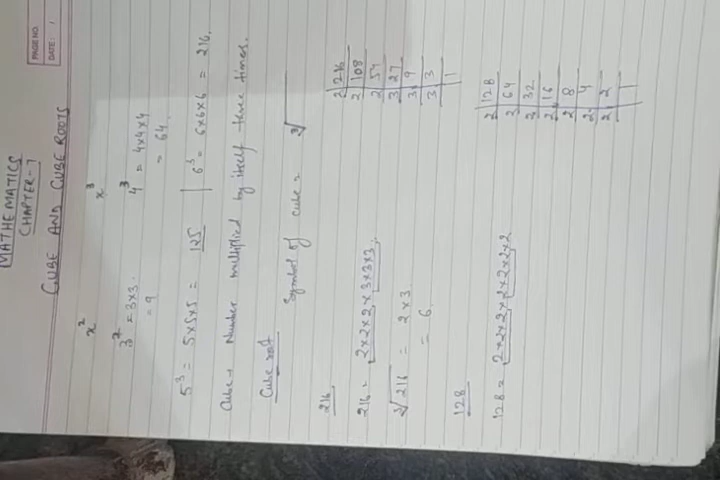 PAGE NO.
DATE:
MATHEMATICS
CHAPTER-7
CUBE AND CUBE ROOTS
x² x³
3² = 3×3 4³ = 4×4×4
= 9 = 64
5³ = 5×5×5 = 125 | 6³ = 6×6×6 = 216.
Cube → Number multiplied by itself three times.
Cube root
Symbol of cube = ³√
216
216 = 2×2×2×3×3×3
³√216 = 2×3
= 6
2 | 216
2 | 108
2 | 54
3 | 27
3 | 9
3 | 3
| 1
128
128 = 2×2×2×2×2×2×2
2 | 128
2 | 64
2 | 32
2 | 16
2 | 8
2 | 4
2 | 2
| 1